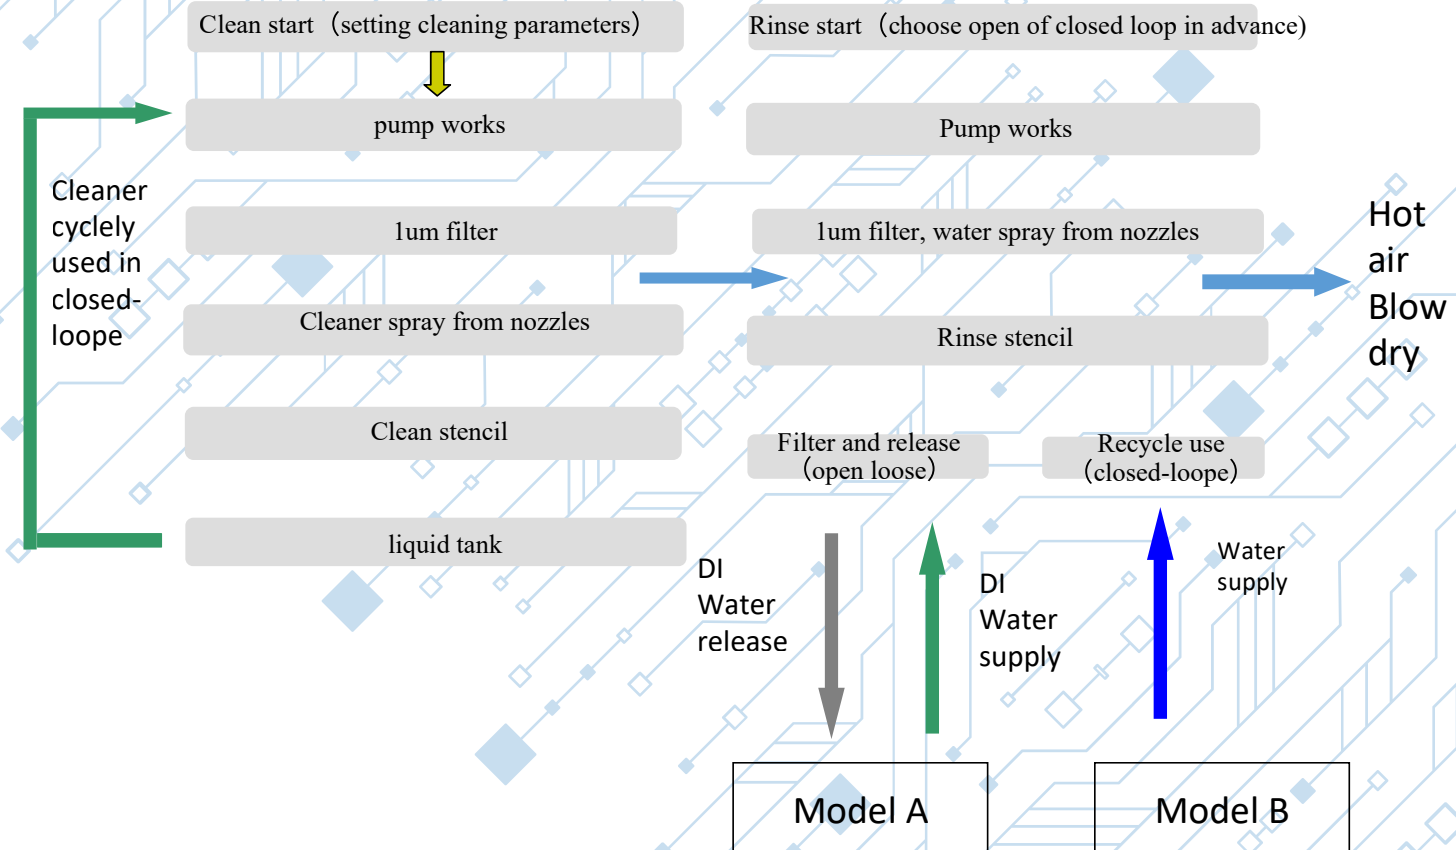 Clean start（setting cleaning parameters）
pump works
1um filter
Cleaner spray from nozzles
Clean stencil
liquid tank
Cleaner
cyclely
used in
closed-
loope
Rinse start（choose open of closed loop in advance)
Pump works
1um filter, water spray from nozzles
Rinse stencil
Filter and release
（open loose）
Recycle use
（closed-loope）
Hot
air
Blow
dry
DI
Water
release
DI
Water
supply
Water
supply
Model A
Model B